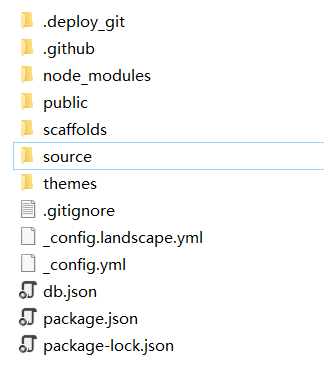 .deploy_git
.github
node_modules
public
scaffolds
source
themes
.gitignore
_config.landscape.yml
_config.yml
db.json
package.json
package-lock.json